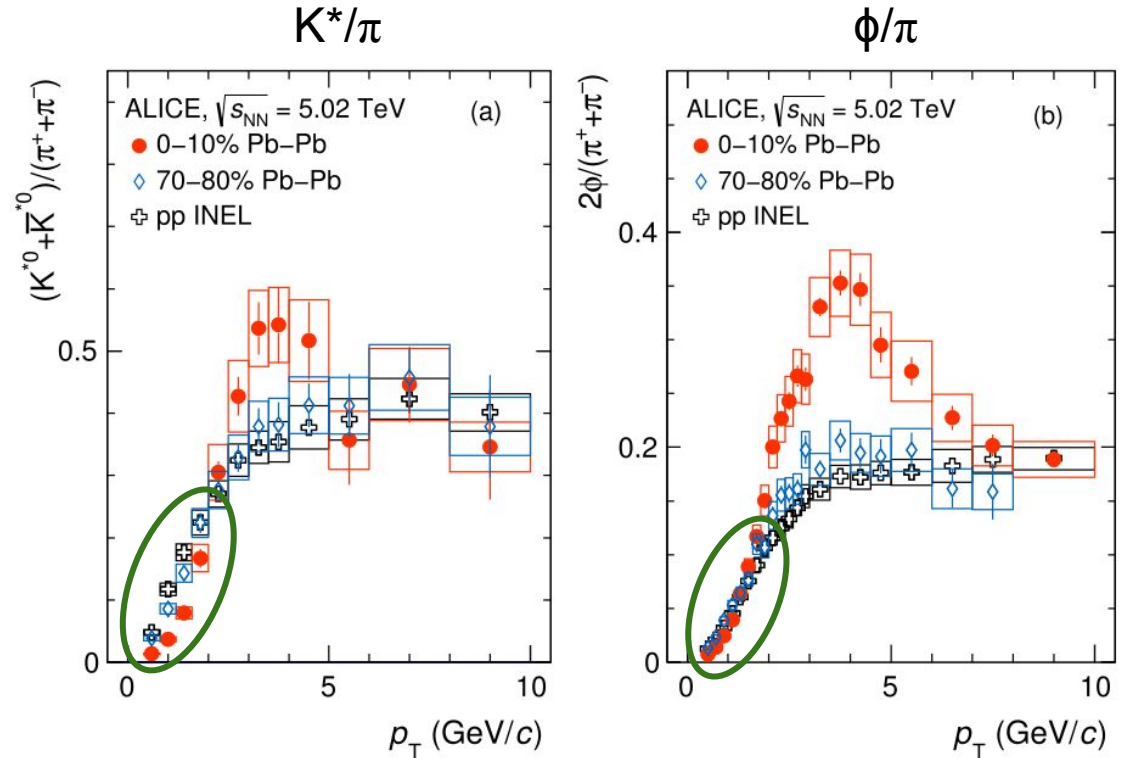 K*/π
ϕ/π
(K*⁰+K̅*⁰)/(π⁺+π⁻)
ALICE, √sNN = 5.02 TeV
(a)
0−10% Pb−Pb
70−80% Pb−Pb
pp INEL
0.5
0
0
5
10
pT (GeV/c)
2ϕ/(π⁺+π⁻)
ALICE, √sNN = 5.02 TeV
(b)
0−10% Pb−Pb
70−80% Pb−Pb
pp INEL
0.4
0.2
0
0
5
10
pT (GeV/c)